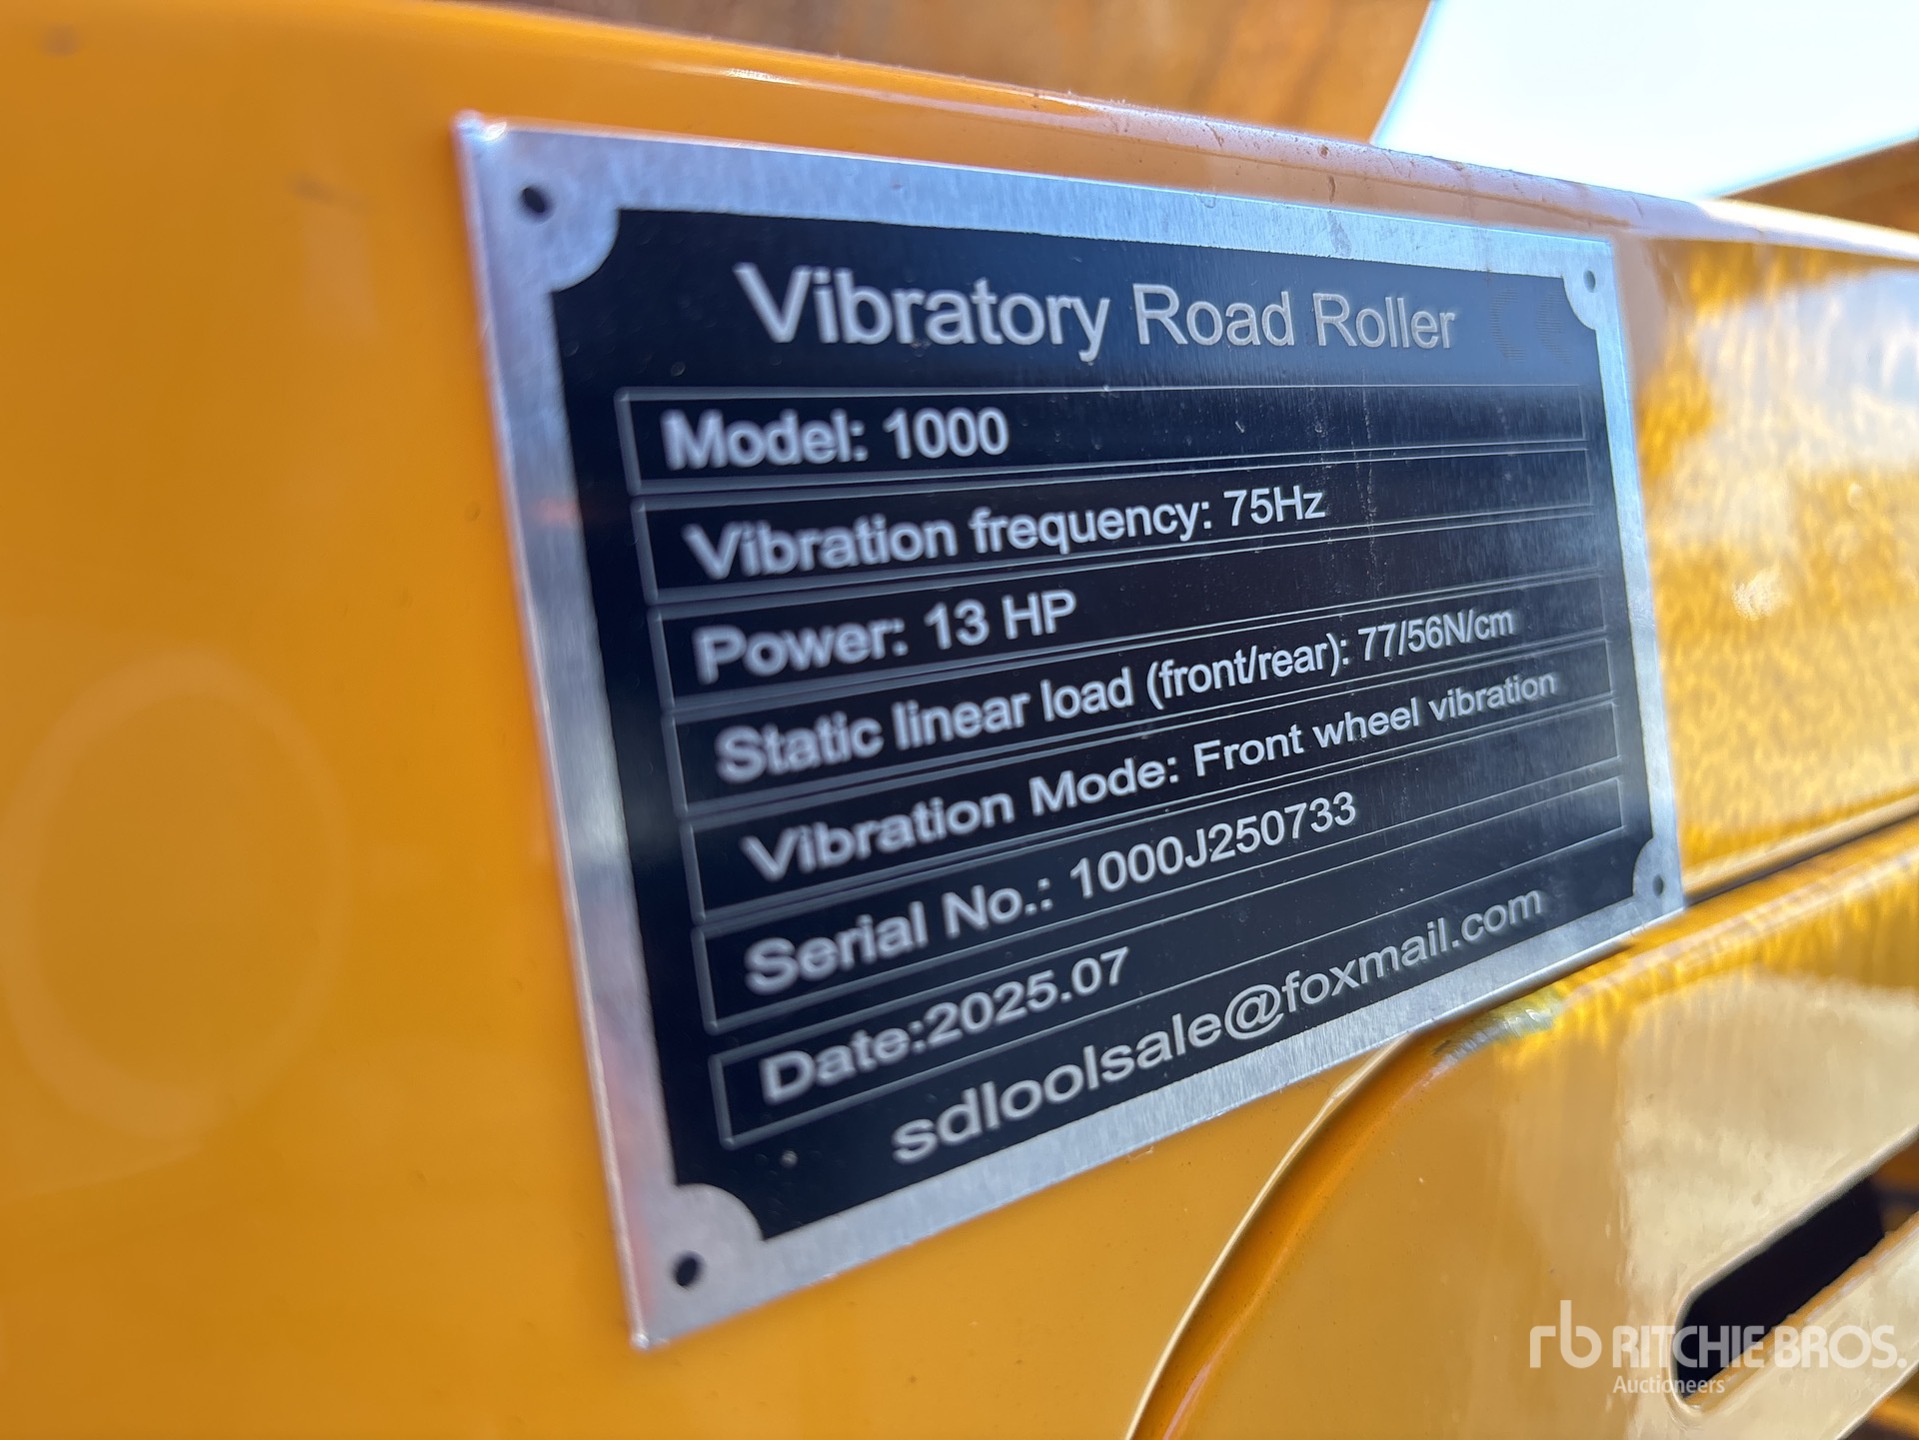 Vibratory Road Roller
Model: 1000
Vibration frequency: 75Hz
Power: 13 HP
Static linear load (front/rear): 77/56N/cm
Vibration Mode: Front wheel vibration
Serial No.: 1000J250733
Date:2025.07
sdloolsale@foxmail.com
rb RITCHIE BROS.
Auctioneers